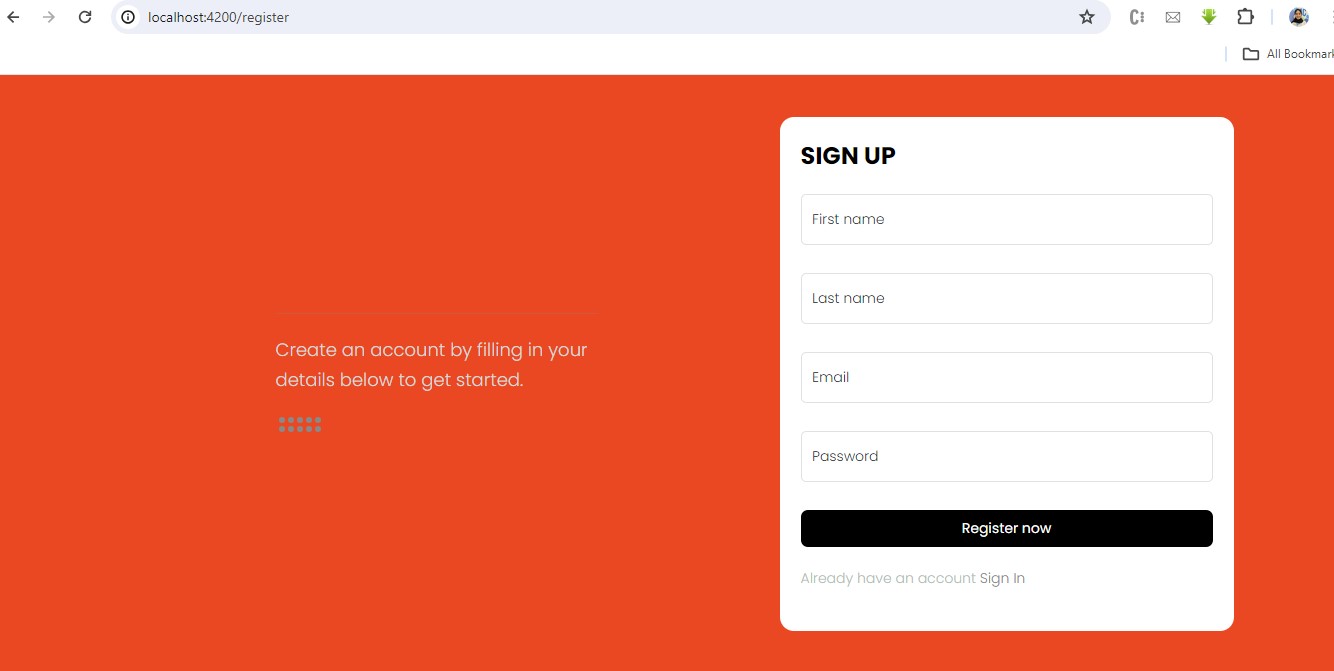 localhost:4200/register
All Bookmark
Create an account by filling in your
details below to get started.
SIGN UP
First name
Last name
Email
Password
Register now
Already have an account Sign In